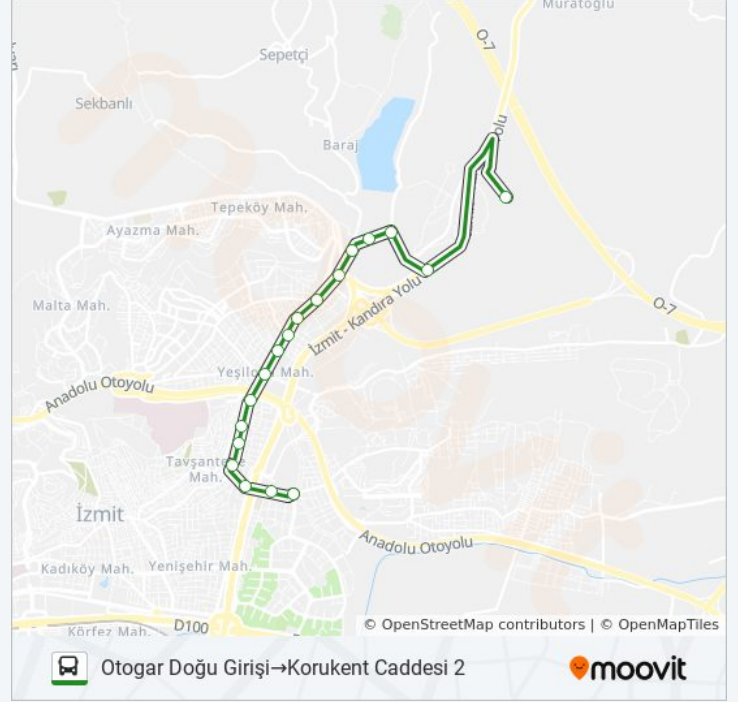 Muratoğlu
O-7
Sepetçi
Sekbanlı
Baraj
olu
Tepeköy Mah.
Ayazma Mah.
Malta Mah.
O-7
İzmit - Kandıra Yolu
Anadolu Otoyolu
Tavşantepe
Mah.
İzmit
Anadolu Otoyolu
Kadıköy Mah.
Yenişehir Mah.
D100
Körfez Mah.
© OpenStreetMap contributors | © OpenMapTiles
Otogar Doğu Girişi→Korukent Caddesi 2
moovit